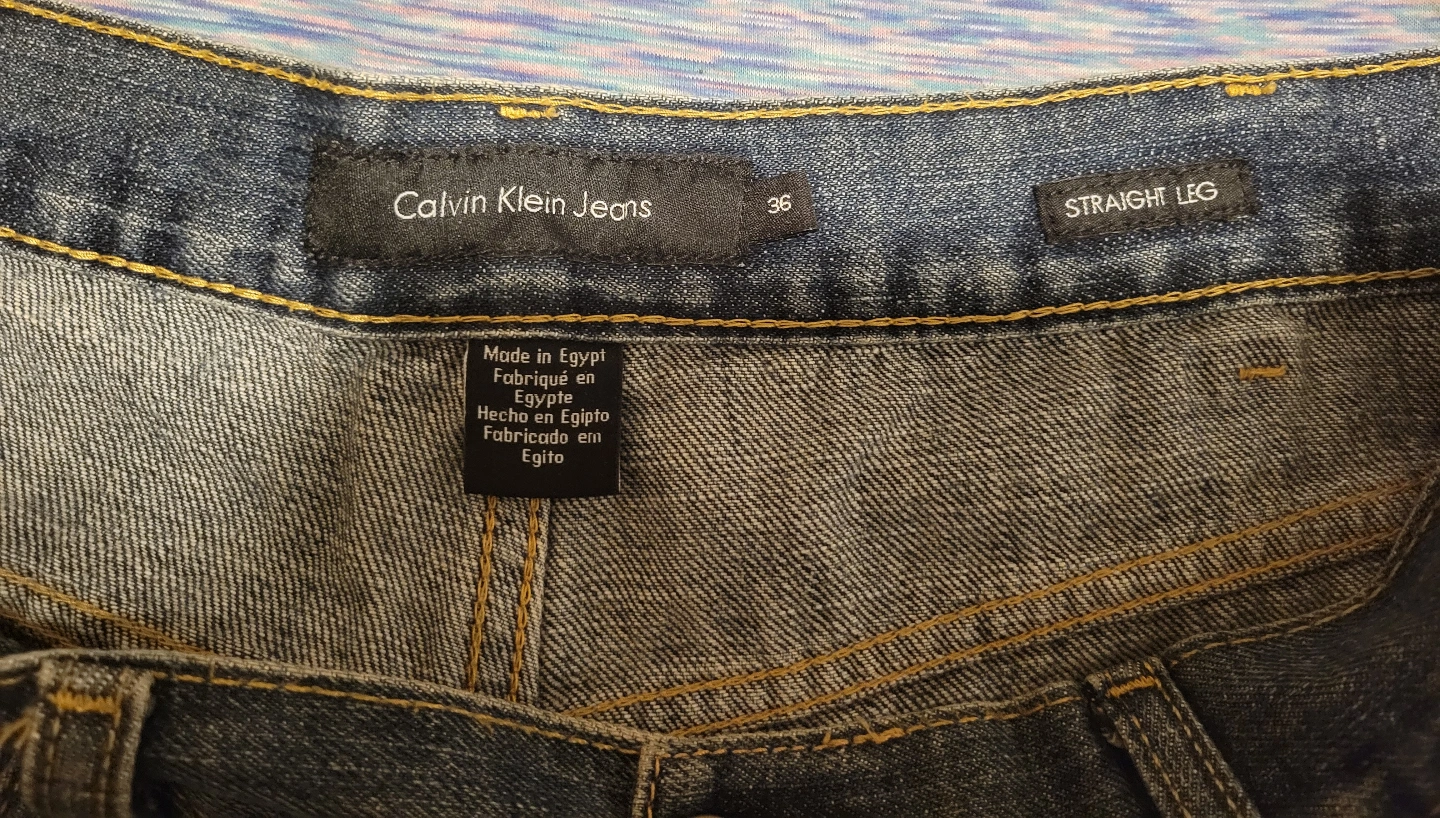 Calvin Klein Jeans
36
STRAIGHT LEG
Made in Egypt
Fabriqué en
Egypte
Hecho en Egipto
Fabricado em
Egito